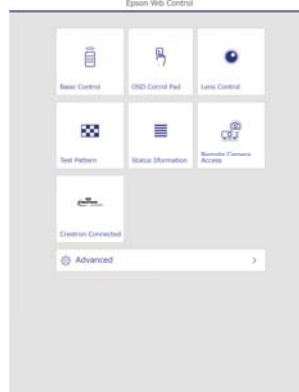 Epson Web Control
Basic Control
OSD Control Pad
Lens Control
Test Pattern
Status Information
Remote Camera
Access
Crestron Connected
Advanced